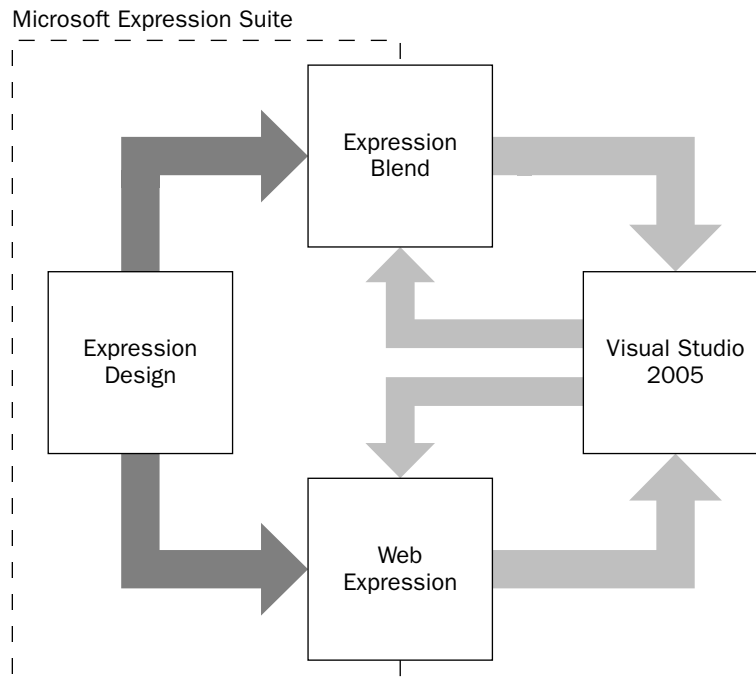 Microsoft Expression Suite
Expression
Blend
Expression
Design
Visual Studio
2005
Web
Expression